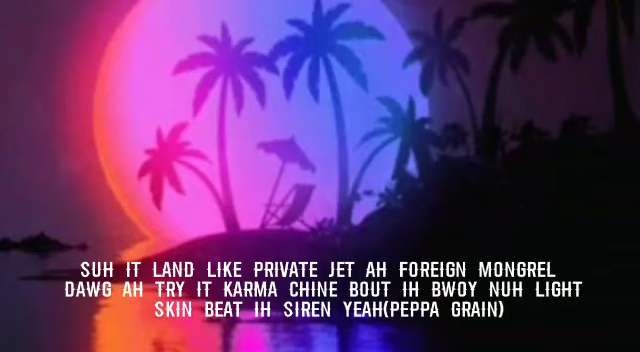 SUH IT LAND LIKE PRIVATE JET AH FOREIGN MONGREL
DAWG AH TRY IT KARMA CHINE BOUT IH BWOY NUH LIGHT
SKIN BEAT IH SIREN YEAH(PEPPA GRAIN)